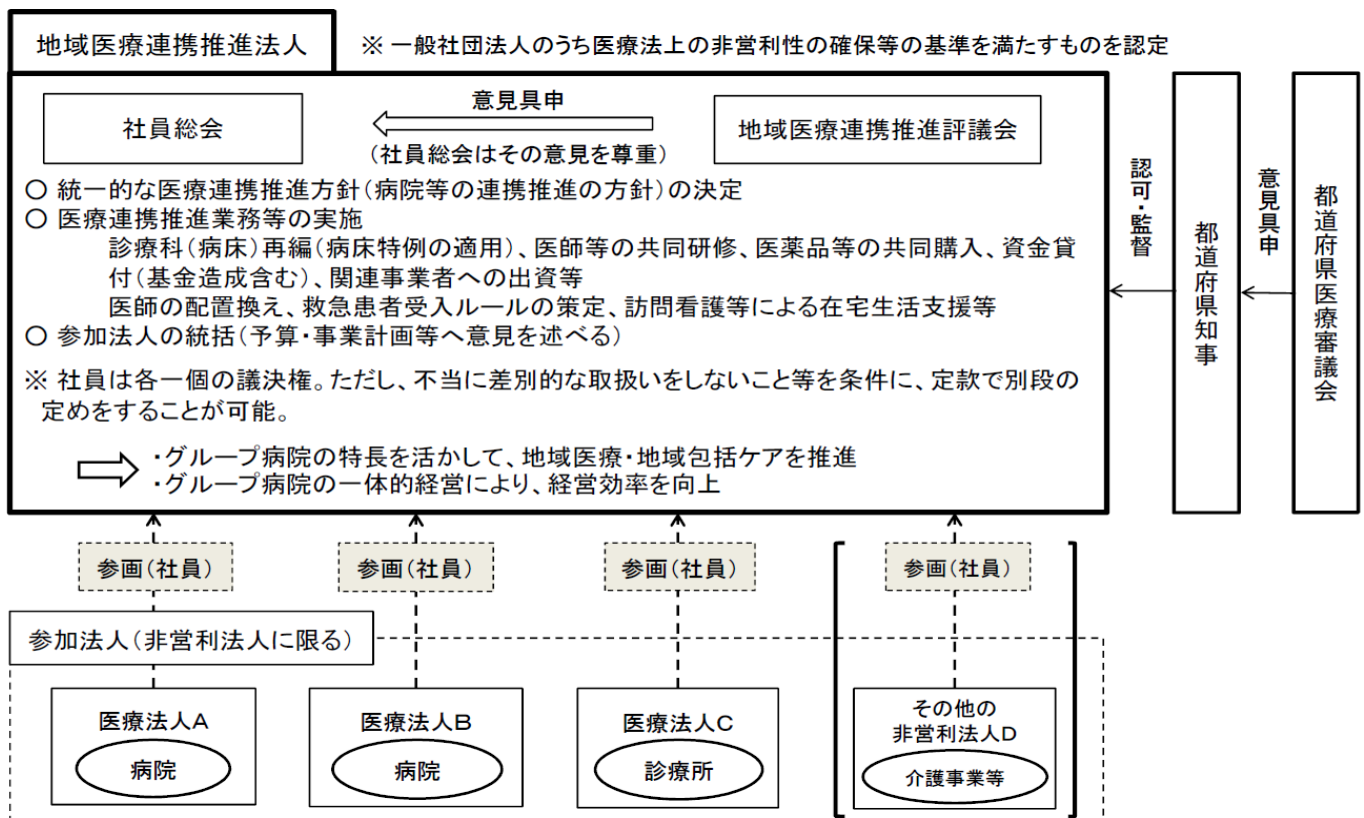 地域医療連携推進法人
※ 一般社団法人のうち医療法上の非営利性の確保等の基準を満たすものを認定
社員総会
意見具申
(社員総会はその意見を尊重)
地域医療連携推進評議会
○ 統一的な医療連携推進方針(病院等の連携推進の方針)の決定
○ 医療連携推進業務等の実施
診療科(病床)再編(病床特例の適用)、医師等の共同研修、医薬品等の共同購入、資金貸
付(基金造成含む)、関連事業者への出資等
医師の配置換え、救急患者受入ルールの策定、訪問看護等による在宅生活支援等
○ 参加法人の統括(予算・事業計画等へ意見を述べる)
※ 社員は各一個の議決権。ただし、不当に差別的な取扱いをしないこと等を条件に、定款で別段の
定めをすることが可能。
・グループ病院の特長を活かして、地域医療・地域包括ケアを推進
・グループ病院の一体的経営により、経営効率を向上
認可・監督
都道府県知事
意見具申
都道府県医療審議会
参画(社員)
参画(社員)
参画(社員)
参画(社員)
参加法人(非営利法人に限る)
医療法人A
病院
医療法人B
病院
医療法人C
診療所
その他の
非営利法人D
介護事業等